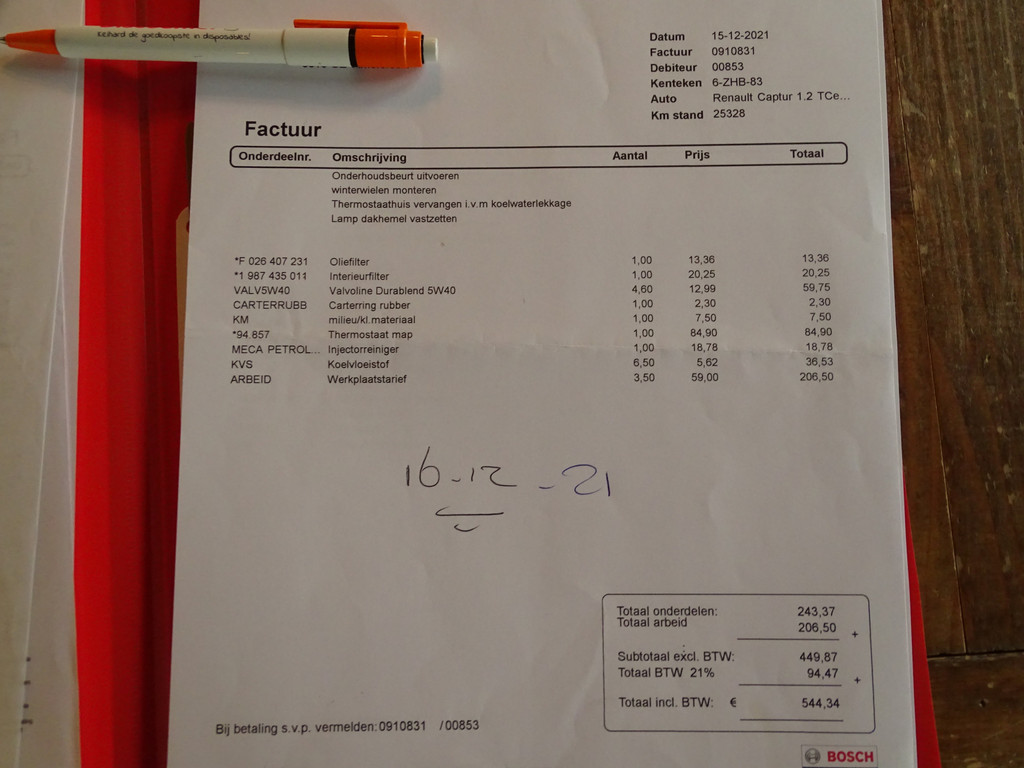 Keihard de goedkoopste in disposables!
Datum 15-12-2021
Factuur 0910831
Debiteur 00853
Kenteken 6-ZHB-83
Auto Renault Captur 1.2 TCe...
Km stand 25328
Factuur
Onderdeelnr. Omschrijving Aantal Prijs Totaal
Onderhoudsbeurt uitvoeren
winterwielen monteren
Thermostaathuis vervangen i.v.m koelwaterlekkage
Lamp dakhemel vastzetten
*F 026 407 231 Oliefilter 1,00 13,36 13,36
*1 987 435 011 Interieurfilter 1,00 20,25 20,25
VALV5W40 Valvoline Durablend 5W40 4,60 12,99 59,75
CARTERRUBB Carterring rubber 1,00 2,30 2,30
KM milieu/kl.materiaal 1,00 7,50 7,50
*94.857 Thermostaat map 1,00 84,90 84,90
MECA PETROL... Injectorreiniger 1,00 18,78 18,78
KVS Koelvloeistof 6,50 5,62 36,53
ARBEID Werkplaatstarief 3,50 59,00 206,50
16-12-21
Totaal onderdelen: 243,37
Totaal arbeid 206,50 +
Subtotaal excl. BTW: 449,87
Totaal BTW 21% 94,47 +
Totaal incl. BTW: € 544,34
Bij betaling s.v.p. vermelden: 0910831 / 00853
BOSCH